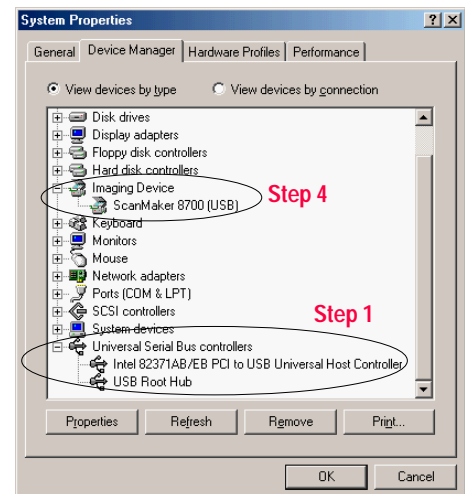 System Properties
General Device Manager Hardware Profiles Performance
View devices by type View devices by connection
Disk drives
Display adapters
Floppy disk controllers
Hard disk controllers
Imaging Device
ScanMaker 8700 (USB)
Step 4
Keyboard
Monitors
Mouse
Network adapters
Ports (COM & LPT)
SCSI controllers
Step 1
System devices
Universal Serial Bus controllers
Intel 82371AB/EB PCI to USB Universal Host Controller
USB Root Hub
Properties Refresh Remove Print...
OK Cancel